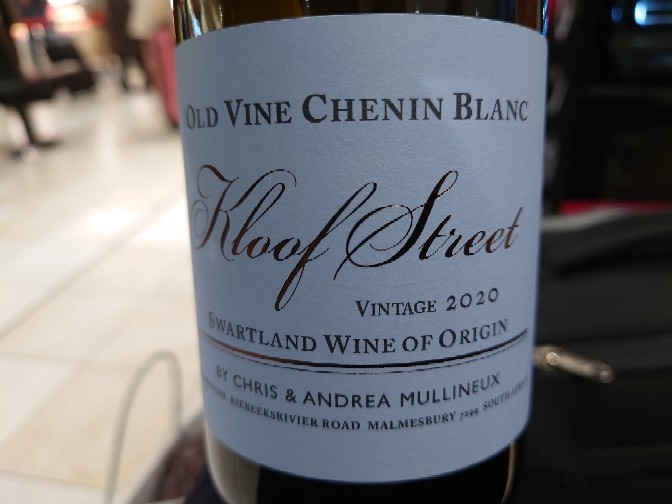 OLD VINE CHENIN BLANC
Kloof Street
VINTAGE 2020
SWARTLAND WINE OF ORIGIN
BY CHRIS & ANDREA MULLINEUX
RIEBEEKSRIVIER ROAD MALMESBURY 7299 SOUTH AFRICA